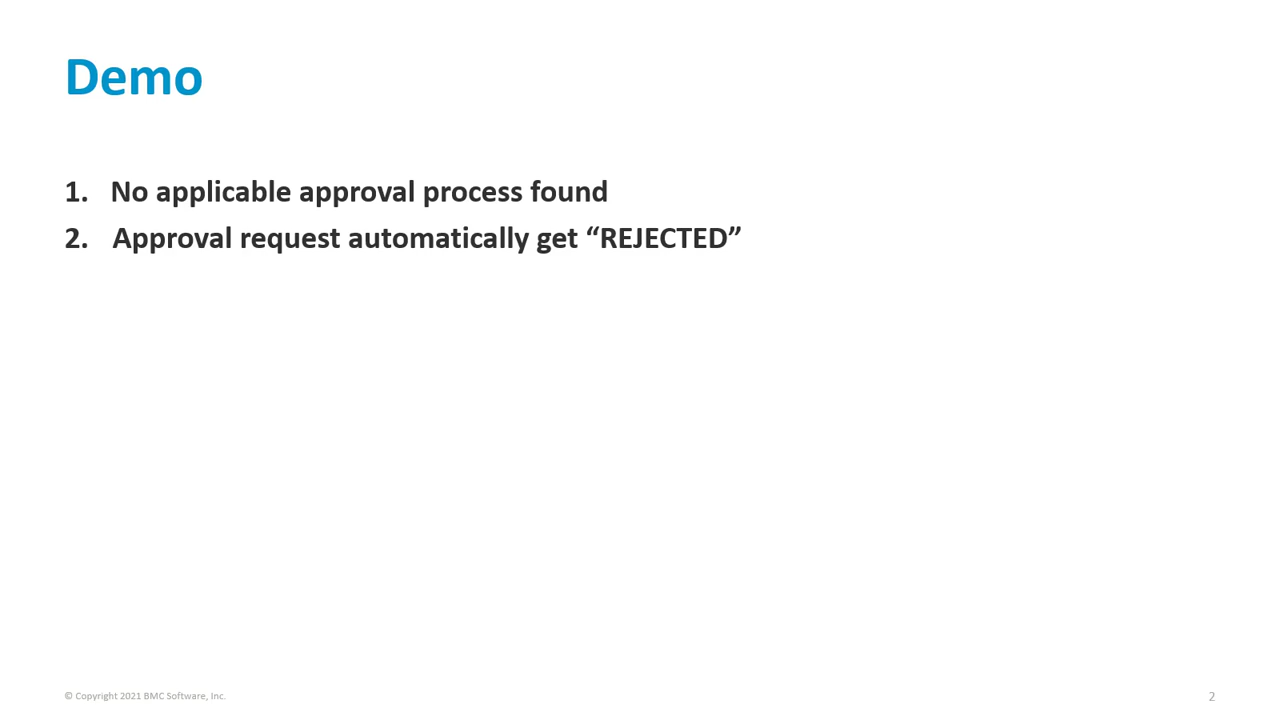 Demo
1. No applicable approval process found
2. Approval request automatically get “REJECTED”
© Copyright 2021 BMC Software, Inc.
2